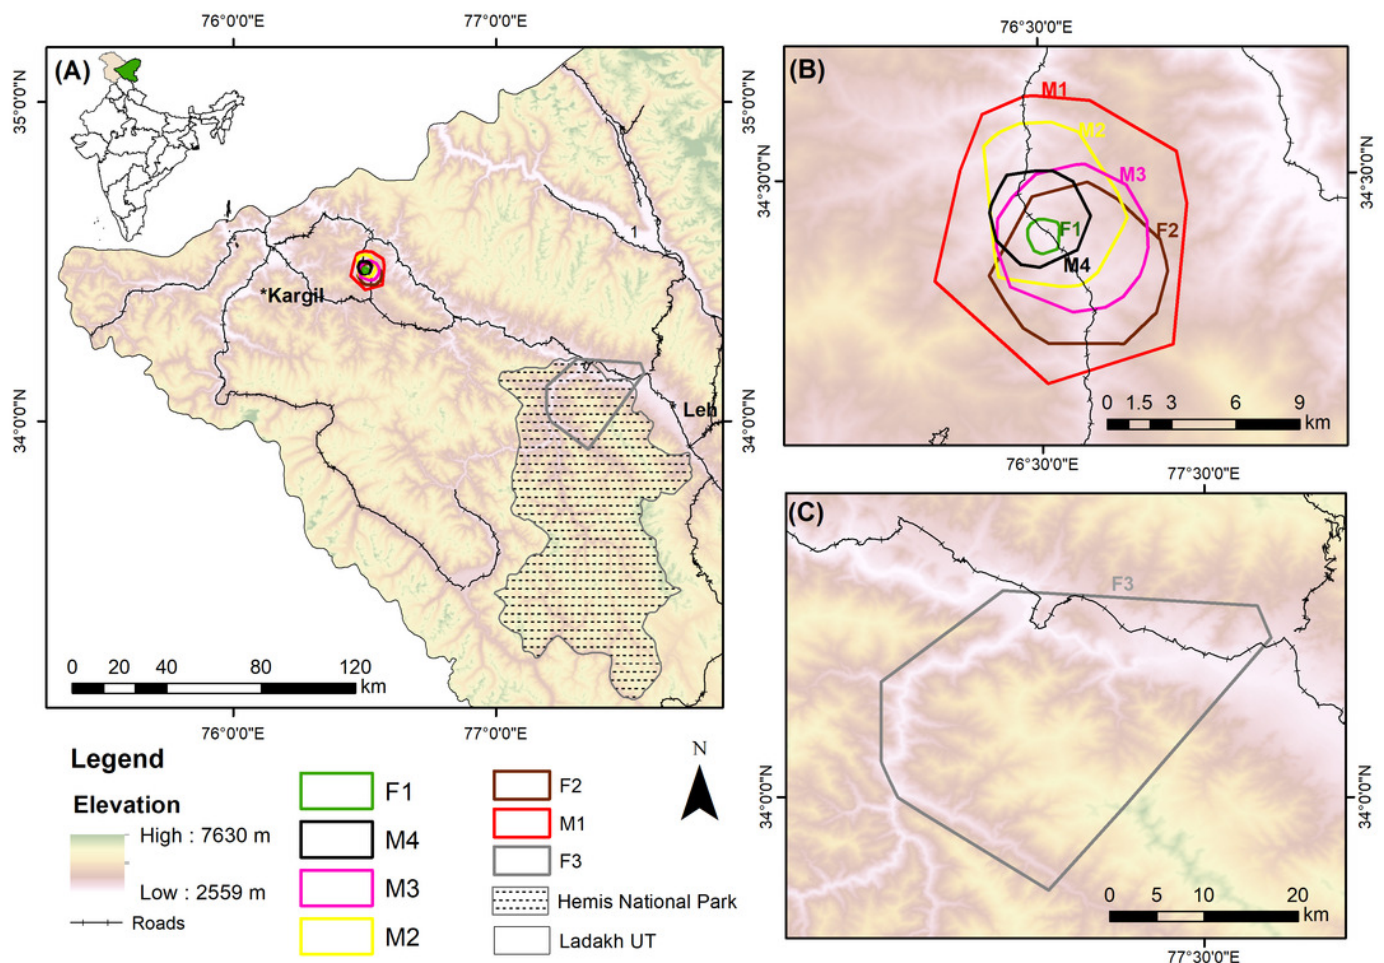 76°0'0"E
77°0'0"E
76°30'0"E
(A)
(B)
M1
M2
M3
F1
F2
M4
35°0'0"N
35°0'0"N
34°30'0"N
34°30'0"N
1
*Kargil
* Leh
34°0'0"N
34°0'0"N
0 1.5 3 6 9
km
76°30'0"E
77°30'0"E
(C)
F3
0 20 40 80 120
km
76°0'0"E
77°0'0"E
34°0'0"N
34°0'0"N
0 5 10 20
km
77°30'0"E
Legend
Elevation
High : 7630 m
Low : 2559 m
Roads
F1
M4
M3
M2
F2
M1
F3
Hemis National Park
Ladakh UT
N